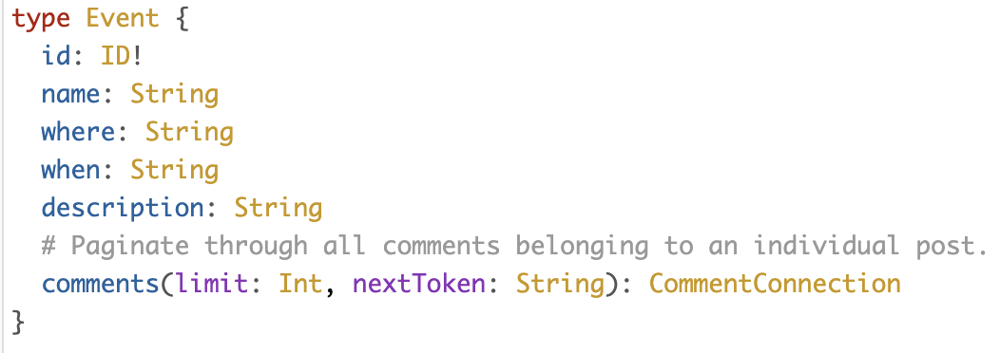 type Event {
  id: ID!
  name: String
  where: String
  when: String
  description: String
  # Paginate through all comments belonging to an individual post.
  comments(limit: Int, nextToken: String): CommentConnection
}